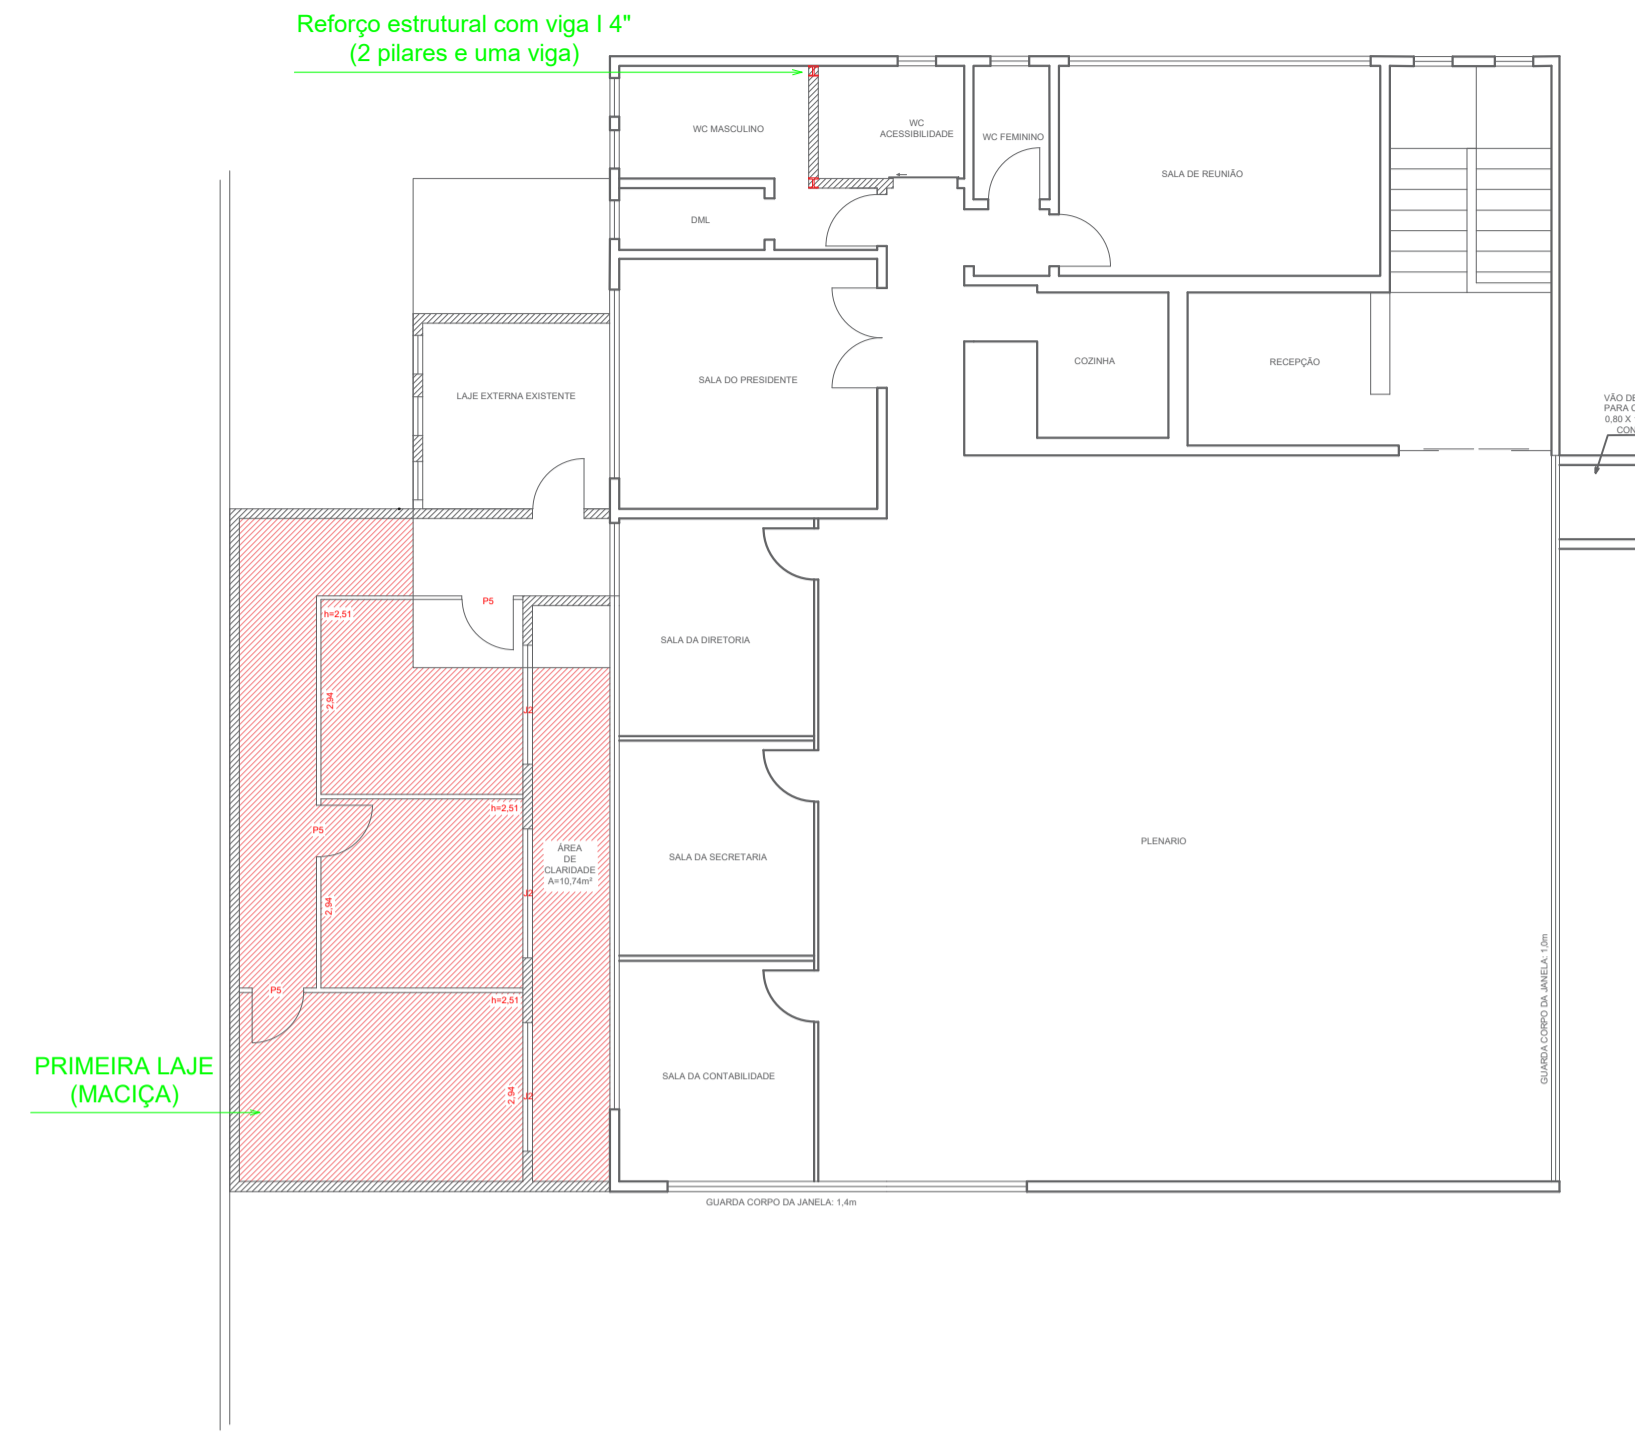 Reforço estrutural com viga I 4"
(2 pilares e uma viga)
WC MASCULINO
WC
ACESSIBILIDADE
WC FEMININO
SALA DE REUNIÃO
DML
SALA DO PRESIDENTE
COZINHA
RECEPÇÃO
LAJE EXTERNA EXISTENTE
VÃO DE
PARA C
0,80 X
CON
P5
h=2,51
SALA DA DIRETORIA
2,94
J2
h=2,51
P5
ÁREA
DE
CLARIDADE
A=10,74m²
SALA DA SECRETARIA
PLENARIO
2,94
J2
P5
h=2,51
GUARDA CORPO DA JANELA: 1,0m
PRIMEIRA LAJE
(MACIÇA)
SALA DA CONTABILIDADE
2,94
J2
GUARDA CORPO DA JANELA: 1,4m